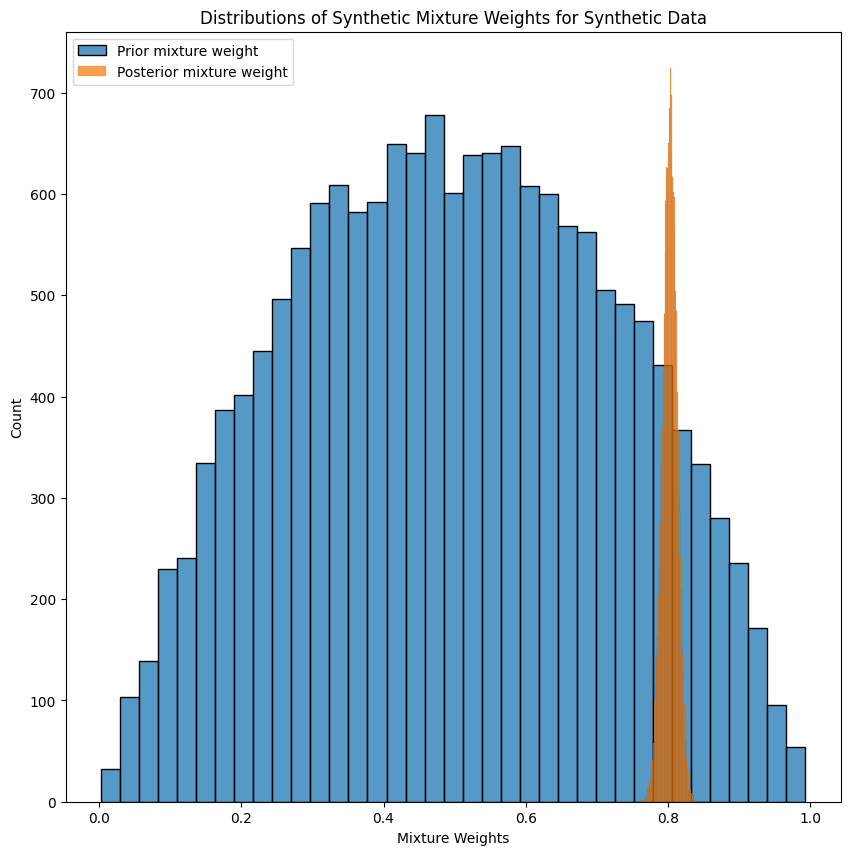 Distributions of Synthetic Mixture Weights for Synthetic Data
Prior mixture weight
Posterior mixture weight
700
600
500
400
300
200
100
0
Count
0.0 0.2 0.4 0.6 0.8 1.0
Mixture Weights